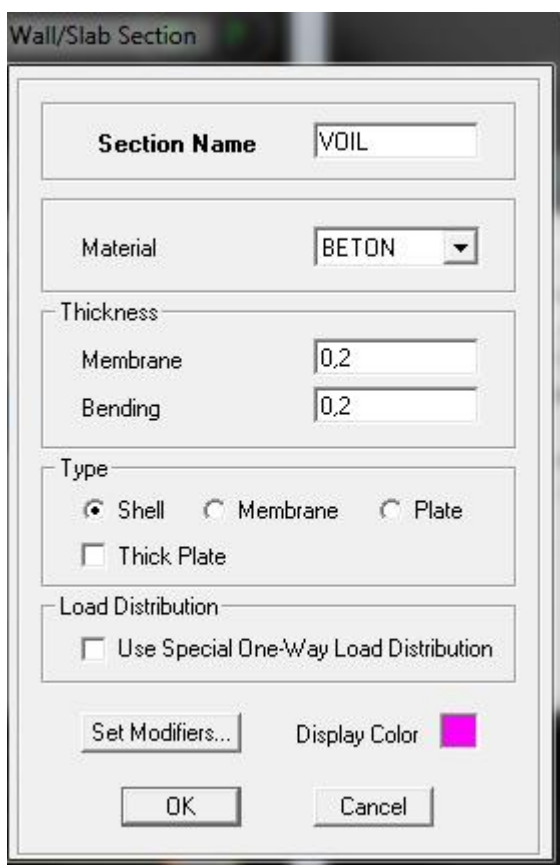 Wall/Slab Section
Section Name VOIL
Material BETON
Thickness
Membrane 0,2
Bending 0,2
Type
Shell Membrane Plate
Thick Plate
Load Distribution
Use Special One-Way Load Distribution
Set Modifiers... Display Color
OK Cancel